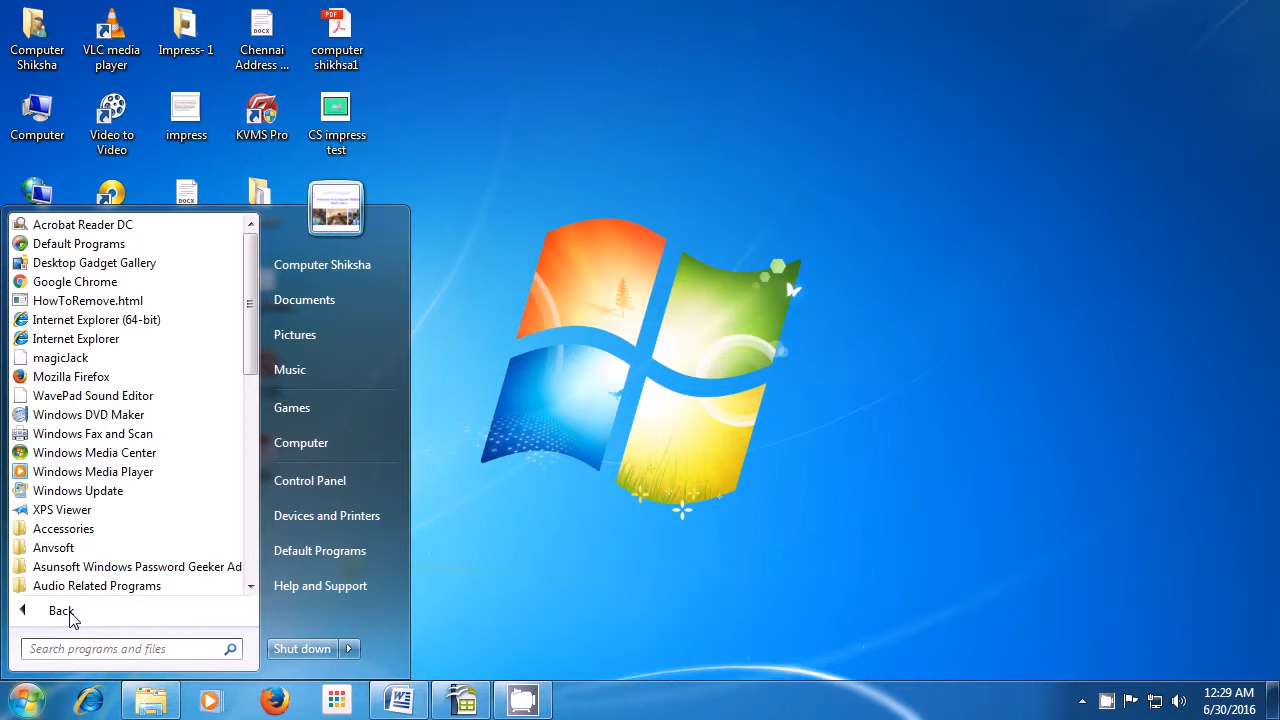 Computer
Shiksha
VLC media
player
Impress- 1
Chennai
Address ...
computer
shikhsa1
Computer
Video to
Video
impress
KVMS Pro
CS impress
test
Acrobat Reader DC
Default Programs
Desktop Gadget Gallery
Google Chrome
HowToRemove.html
Internet Explorer (64-bit)
Internet Explorer
magicJack
Mozilla Firefox
WavePad Sound Editor
Windows DVD Maker
Windows Fax and Scan
Windows Media Center
Windows Media Player
Windows Update
XPS Viewer
Accessories
Anvsoft
Asunsoft Windows Password Geeker Ad
Audio Related Programs
Back
Search programs and files
Computer Shiksha
Documents
Pictures
Music
Games
Computer
Control Panel
Devices and Printers
Default Programs
Help and Support
Shut down
12:29 AM
6/30/2016